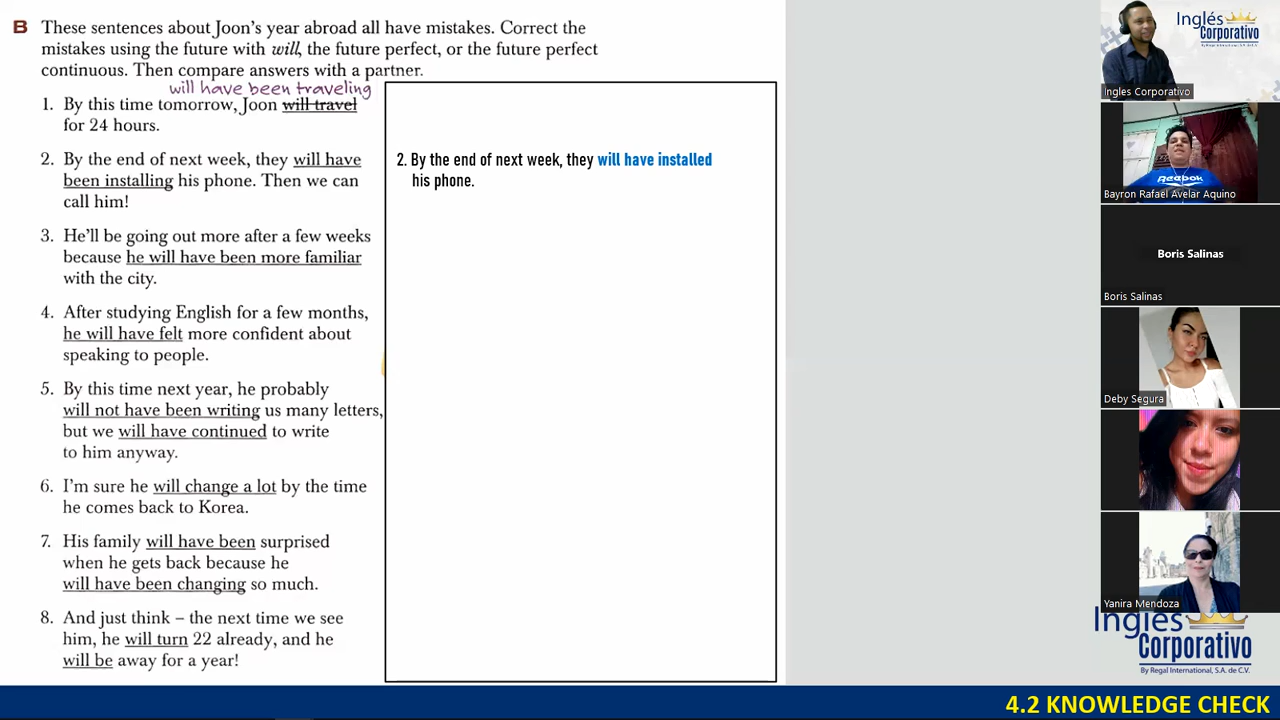 B These sentences about Joon's year abroad all have mistakes. Correct the
mistakes using the future with will, the future perfect, or the future perfect
continuous. Then compare answers with a partner.
will have been traveling
1. By this time tomorrow, Joon will travel
for 24 hours.
2. By the end of next week, they will have
been installing his phone. Then we can
call him!
3. He'll be going out more after a few weeks
because he will have been more familiar
with the city.
4. After studying English for a few months,
he will have felt more confident about
speaking to people.
5. By this time next year, he probably
will not have been writing us many letters,
but we will have continued to write
to him anyway.
6. I'm sure he will change a lot by the time
he comes back to Korea.
7. His family will have been surprised
when he gets back because he
will have been changing so much.
8. And just think – the next time we see
him, he will turn 22 already, and he
will be away for a year!
2. By the end of next week, they will have installed
his phone.
Inglés
Corporativo
By Regal International, S.A. de C.V.
Ingles Corporativo
Reebok
Bayron Rafael Avelar Aquino
Boris Salinas
Boris Salinas
Deby Segura
Yanira Mendoza
Inglés
Corporativo
By Regal International, S.A. de C.V.
4.2 KNOWLEDGE CHECK